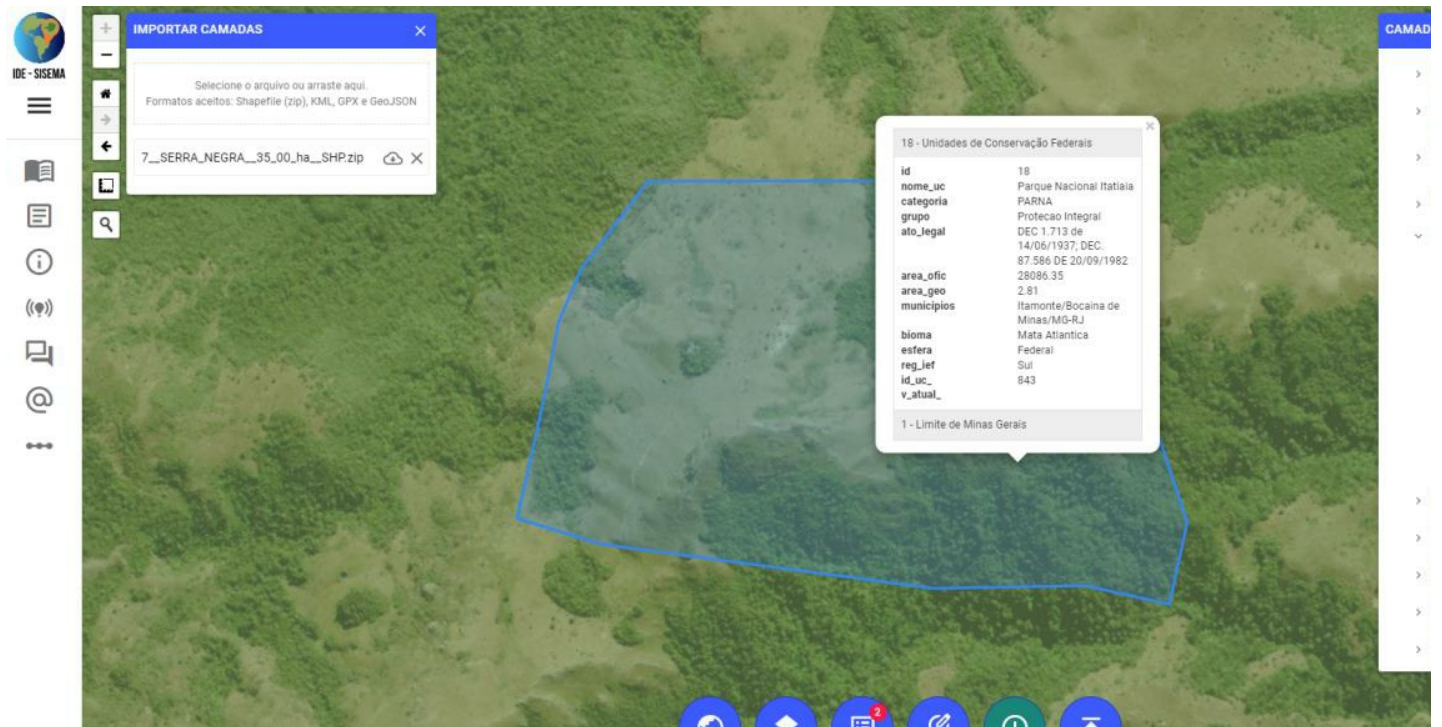 IDE - SISEMA
IMPORTAR CAMADAS
Selecione o arquivo ou arraste aqui.
Formatos aceitos: Shapefile (zip), KML, GPX e GeoJSON
7__SERRA_NEGRA__35_00_ha__SHP.zip
18 - Unidades de Conservação Federais
id 18
nome_uc Parque Nacional Itatiaia
categoria PARNA
grupo Protecao Integral
ato_legal DEC 1.713 de
14/06/1937; DEC.
87.586 DE 20/09/1982
area_ofic 28086.35
area_geo 2.81
municipios Itamonte/Bocaina de
Minas/MG-RJ
bioma Mata Atlantica
esfera Federal
reg_ief Sul
id_uc_ 843
v_atual_
1 - Limite de Minas Gerais
CAMAD
2